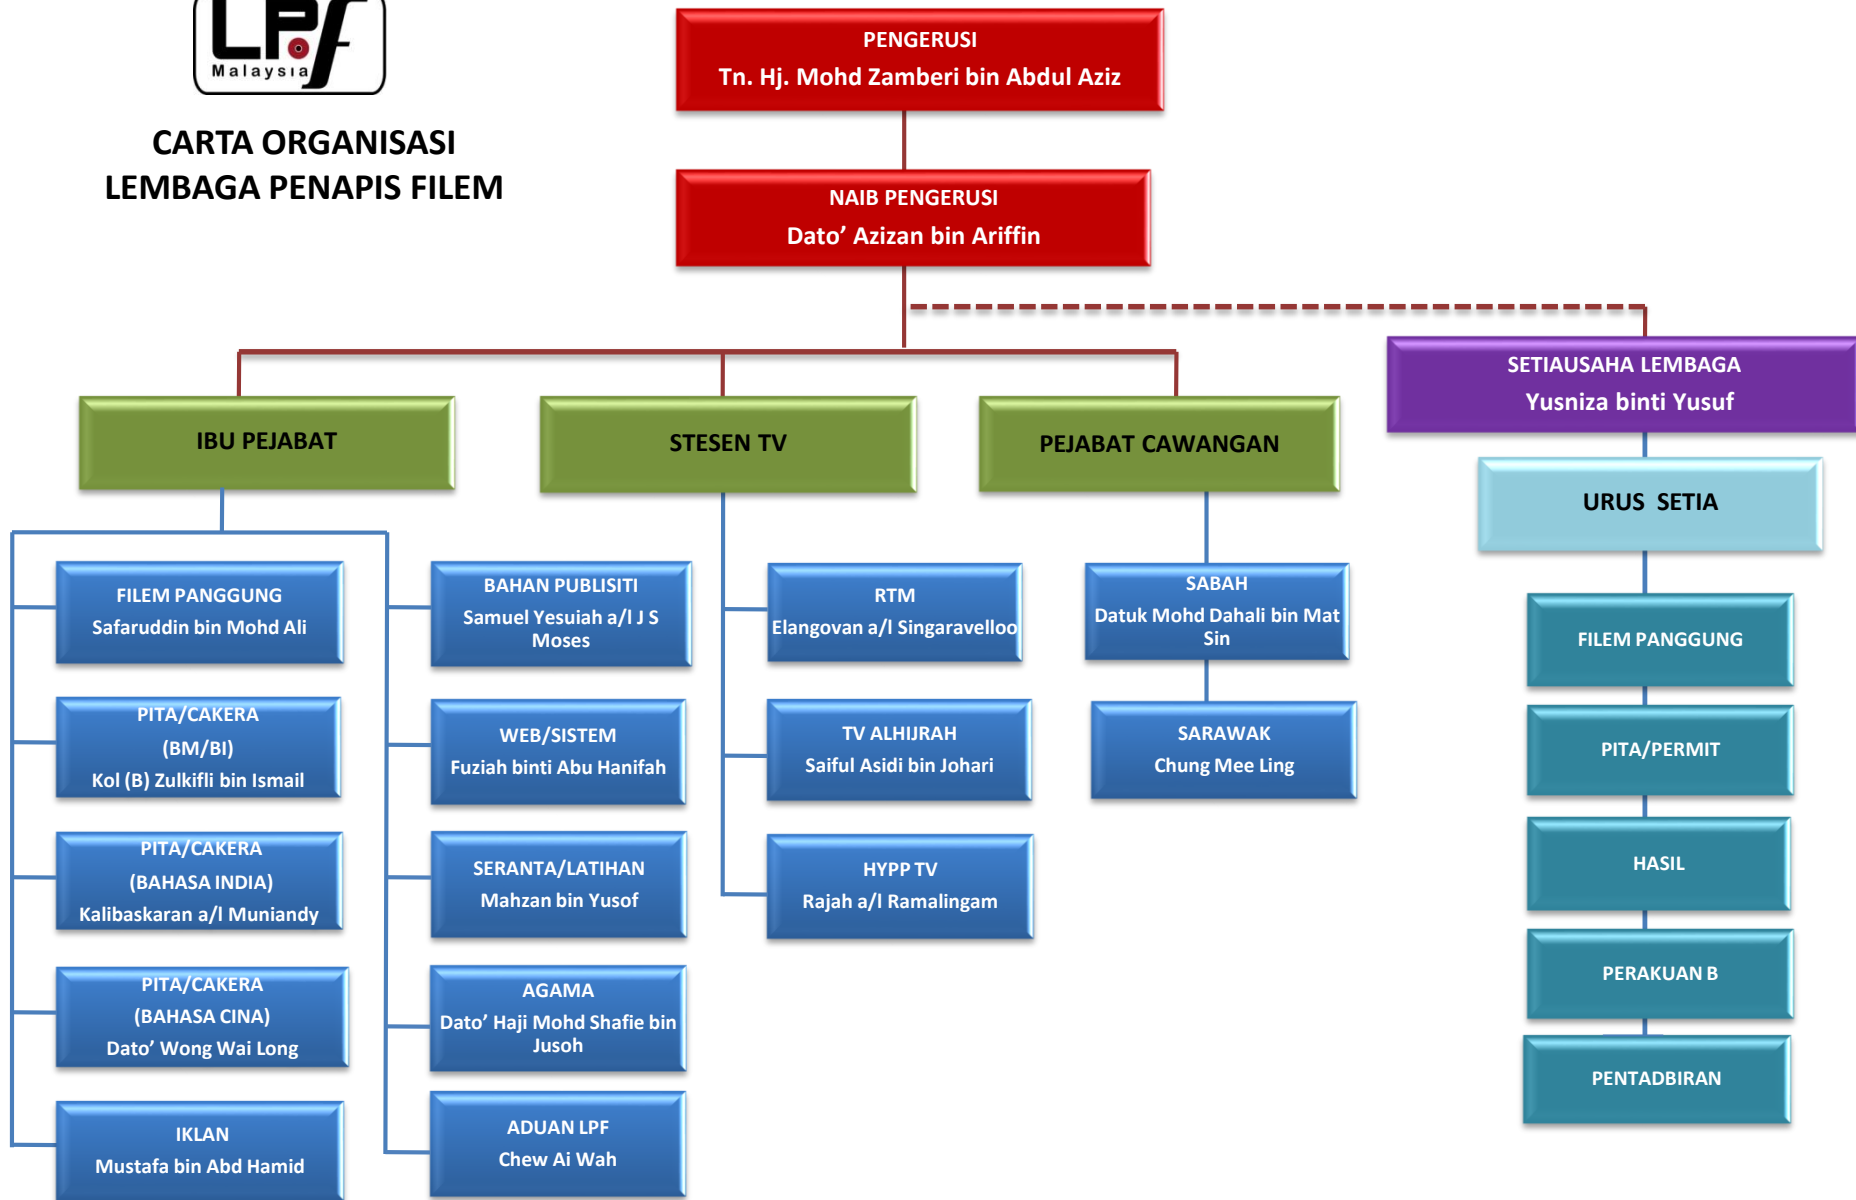 LPf
Malaysia
CARTA ORGANISASI
LEMBAGA PENAPIS FILEM
PENGERUSI
Tn. Hj. Mohd Zamberi bin Abdul Aziz
NAIB PENGERUSI
Dato’ Azizan bin Ariffin
SETIAUSAHA LEMBAGA
Yusniza binti Yusuf
IBU PEJABAT
STESEN TV
PEJABAT CAWANGAN
URUS SETIA
FILEM PANGGUNG
Safaruddin bin Mohd Ali
PITA/CAKERA
(BM/BI)
Kol (B) Zulkifli bin Ismail
PITA/CAKERA
(BAHASA INDIA)
Kalibaskaran a/l Muniandy
PITA/CAKERA
(BAHASA CINA)
Dato’ Wong Wai Long
IKLAN
Mustafa bin Abd Hamid
BAHAN PUBLISITI
Samuel Yesuiah a/l J S
Moses
WEB/SISTEM
Fuziah binti Abu Hanifah
SERANTA/LATIHAN
Mahzan bin Yusof
AGAMA
Dato’ Haji Mohd Shafie bin
Jusoh
ADUAN LPF
Chew Ai Wah
RTM
Elangovan a/l Singaravelloo
TV ALHIJRAH
Saiful Asidi bin Johari
HYPP TV
Rajah a/l Ramalingam
SABAH
Datuk Mohd Dahali bin Mat
Sin
SARAWAK
Chung Mee Ling
FILEM PANGGUNG
PITA/PERMIT
HASIL
PERAKUAN B
PENTADBIRAN